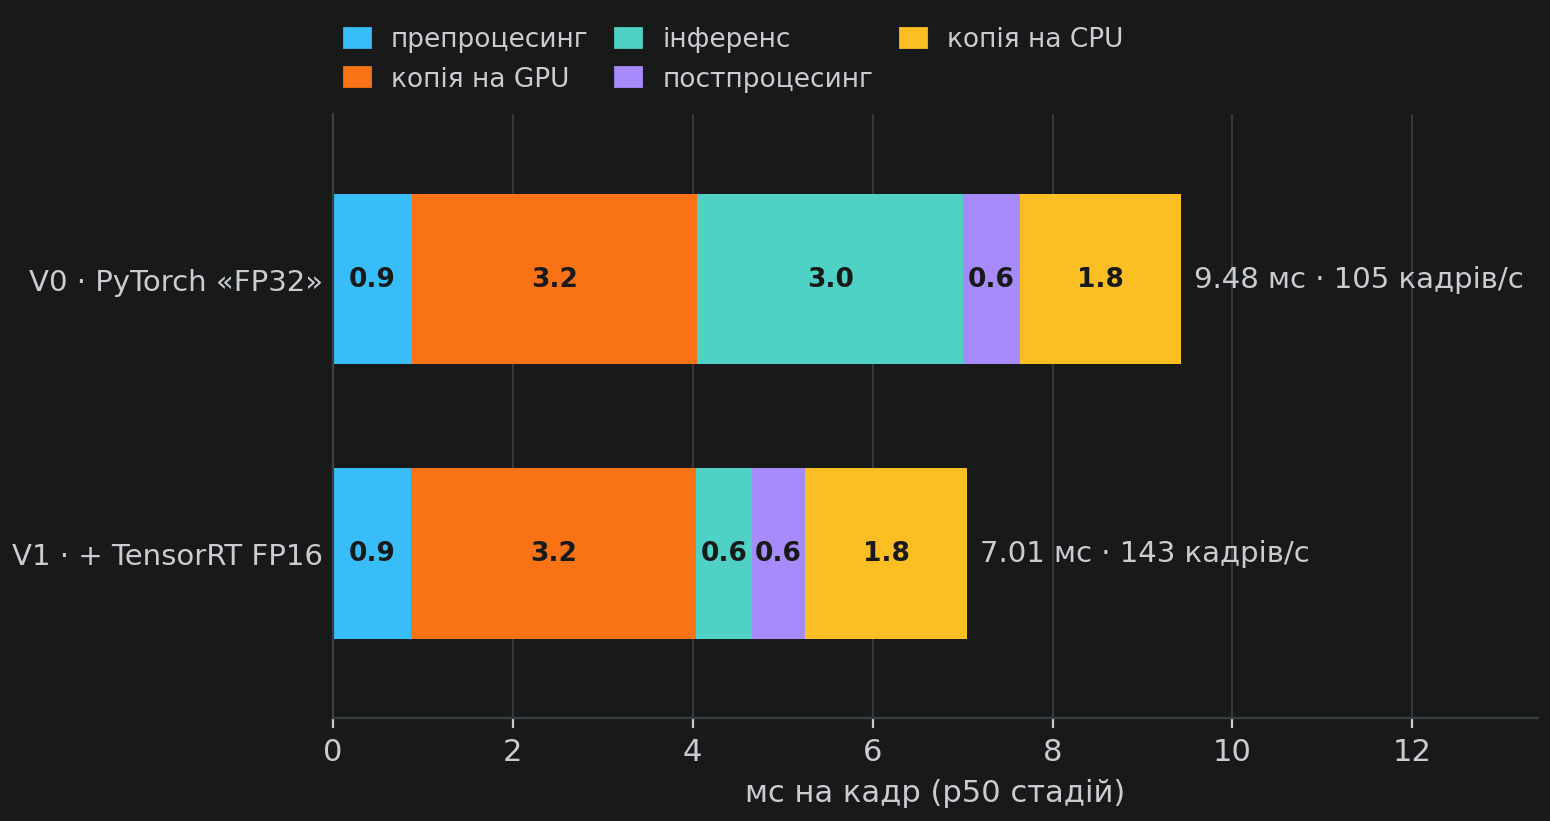 препроцесинг інференс копія на CPU
копія на GPU постпроцесинг
V0 · PyTorch «FP32» 0.9 3.2 3.0 0.6 1.8 9.48 мс · 105 кадрів/с
V1 · + TensorRT FP16 0.9 3.2 0.6 0.6 1.8 7.01 мс · 143 кадрів/с
0 2 4 6 8 10 12
мс на кадр (p50 стадій)